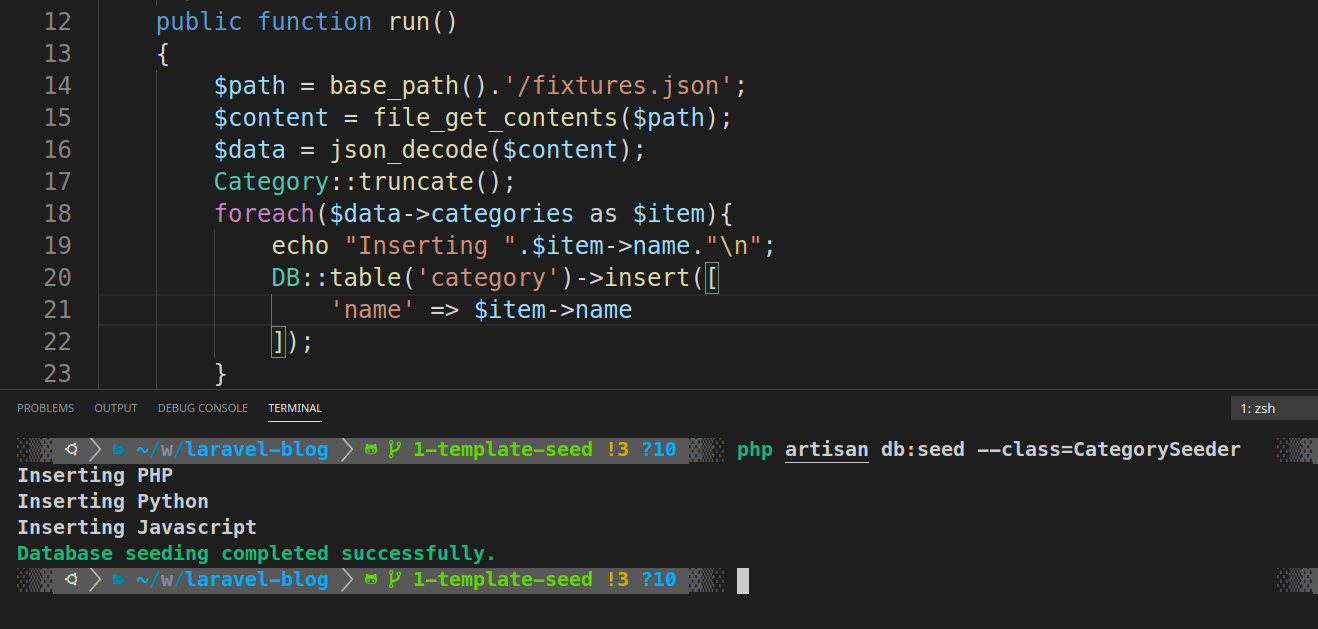 12 public function run()
13 {
14 $path = base_path().'/fixtures.json';
15 $content = file_get_contents($path);
16 $data = json_decode($content);
17 Category::truncate();
18 foreach($data->categories as $item){
19 echo "Inserting ".$item->name."\n";
20 DB::table('category')->insert([
21 'name' => $item->name
22 ]);
23 }
PROBLEMS OUTPUT DEBUG CONSOLE TERMINAL 1: zsh
~/w/laravel-blog 1-template-seed !3 ?10 php artisan db:seed --class=CategorySeeder
Inserting PHP
Inserting Python
Inserting Javascript
Database seeding completed successfully.
~/w/laravel-blog 1-template-seed !3 ?10